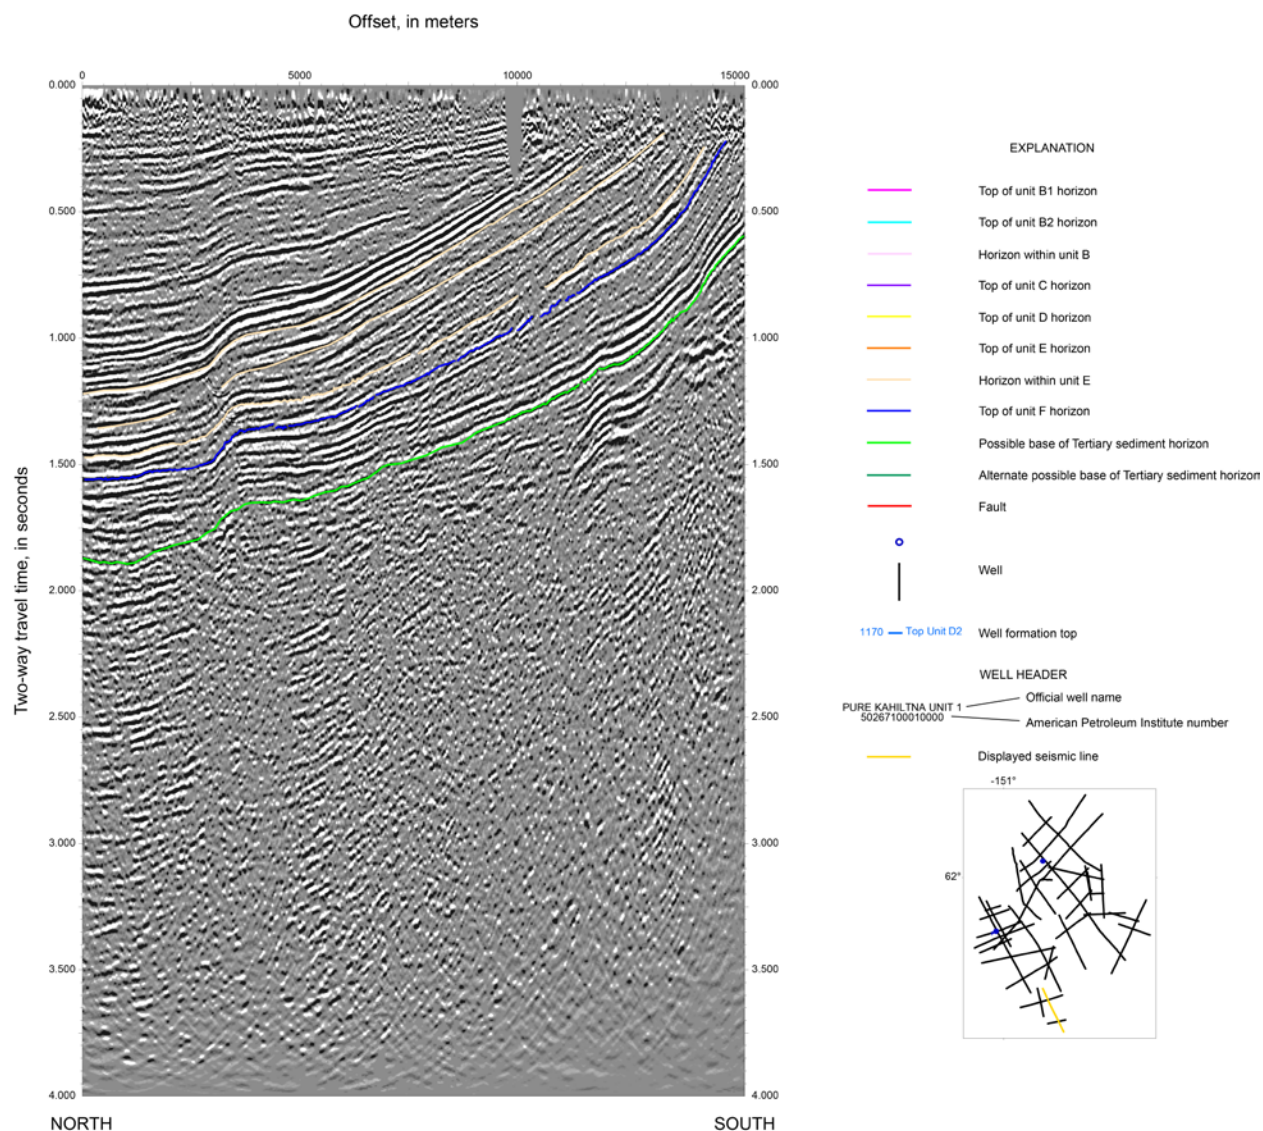 Offset, in meters
0 5000 10000 15000
0.000 0.000
0.500 0.500
1.000 1.000
1.500 1.500
2.000 2.000
2.500 2.500
3.000 3.000
3.500 3.500
4.000 4.000
Two-way travel time, in seconds
NORTH SOUTH
EXPLANATION
Top of unit B1 horizon
Top of unit B2 horizon
Horizon within unit B
Top of unit C horizon
Top of unit D horizon
Top of unit E horizon
Horizon within unit E
Top of unit F horizon
Possible base of Tertiary sediment horizon
Alternate possible base of Tertiary sediment horizon
Fault
Well
1170 Top Unit D2 Well formation top
WELL HEADER
Official well name
PURE KAHILTNA UNIT 1
50267100010000
American Petroleum Institute number
Displayed seismic line
-151°
62°